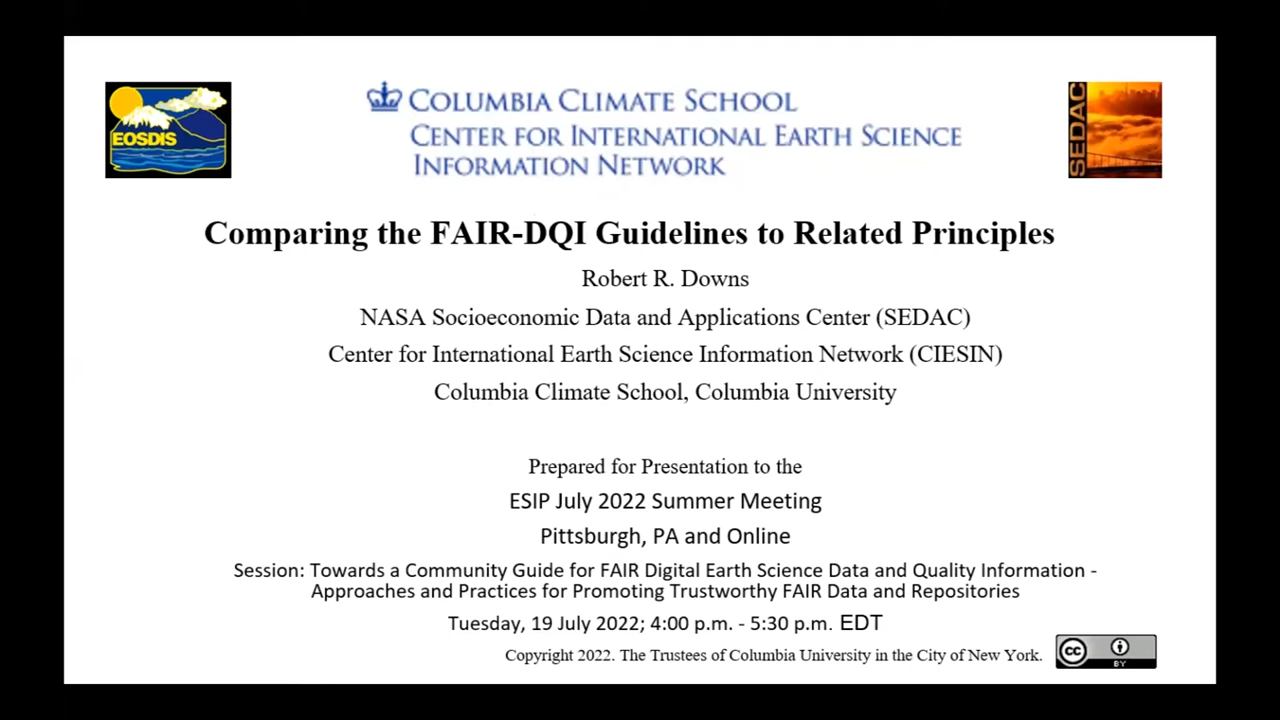 EOSDIS
COLUMBIA CLIMATE SCHOOL
CENTER FOR INTERNATIONAL EARTH SCIENCE
INFORMATION NETWORK
SEDAC
Comparing the FAIR-DQI Guidelines to Related Principles
Robert R. Downs
NASA Socioeconomic Data and Applications Center (SEDAC)
Center for International Earth Science Information Network (CIESIN)
Columbia Climate School, Columbia University
Prepared for Presentation to the
ESIP July 2022 Summer Meeting
Pittsburgh, PA and Online
Session: Towards a Community Guide for FAIR Digital Earth Science Data and Quality Information -
Approaches and Practices for Promoting Trustworthy FAIR Data and Repositories
Tuesday, 19 July 2022; 4:00 p.m. - 5:30 p.m. EDT
Copyright 2022. The Trustees of Columbia University in the City of New York.
cc
BY